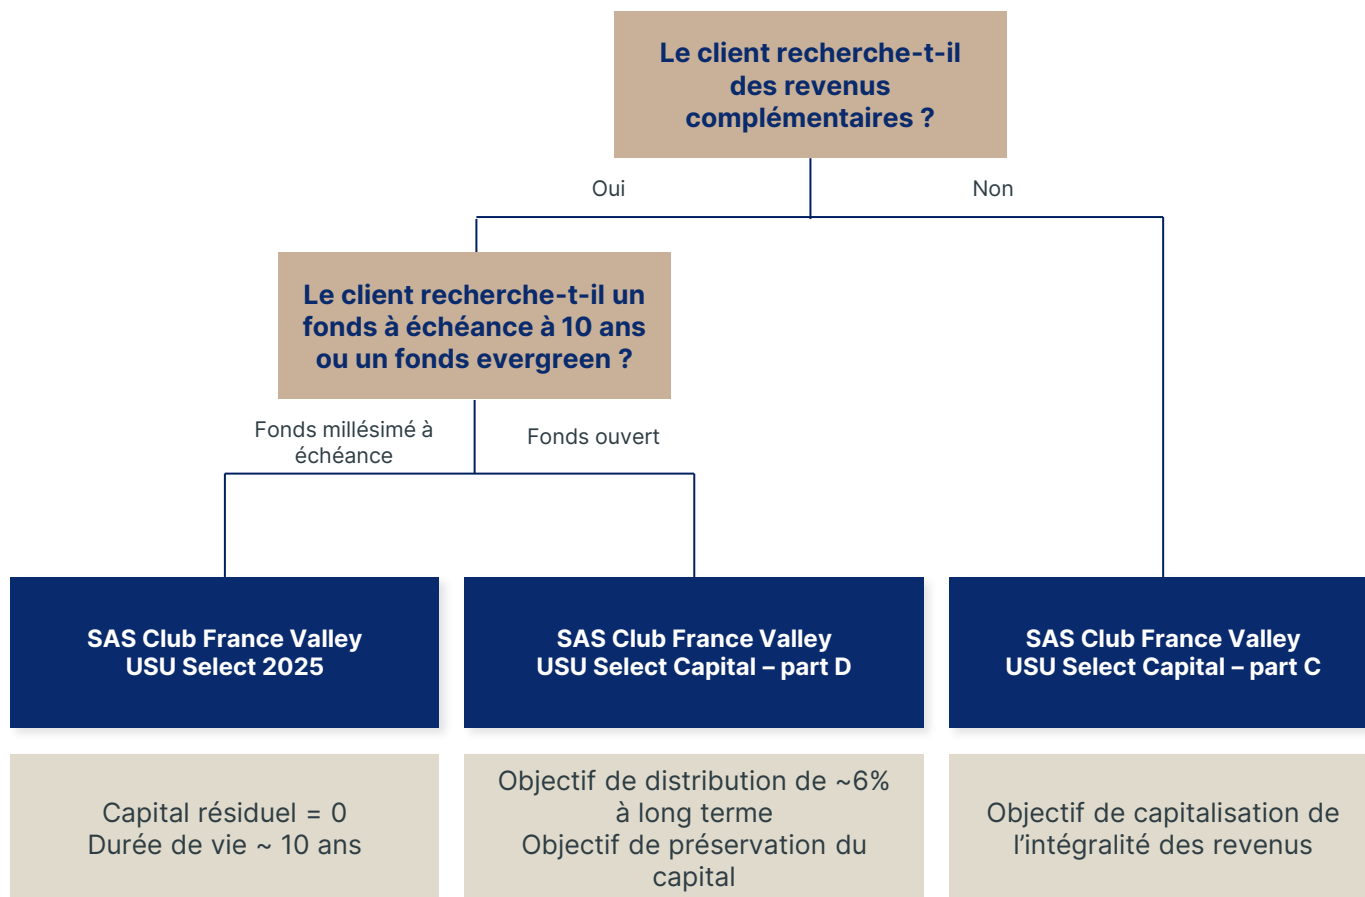 Le client recherche-t-il
des revenus
complémentaires ?
Oui
Non
Le client recherche-t-il un
fonds à échéance à 10 ans
ou un fonds evergreen ?
Fonds millésimé à
échéance
Fonds ouvert
SAS Club France Valley
USU Select 2025
SAS Club France Valley
USU Select Capital – part D
SAS Club France Valley
USU Select Capital – part C
Capital résiduel = 0
Durée de vie ~ 10 ans
Objectif de distribution de ~6%
à long terme
Objectif de préservation du
capital
Objectif de capitalisation de
l’intégralité des revenus